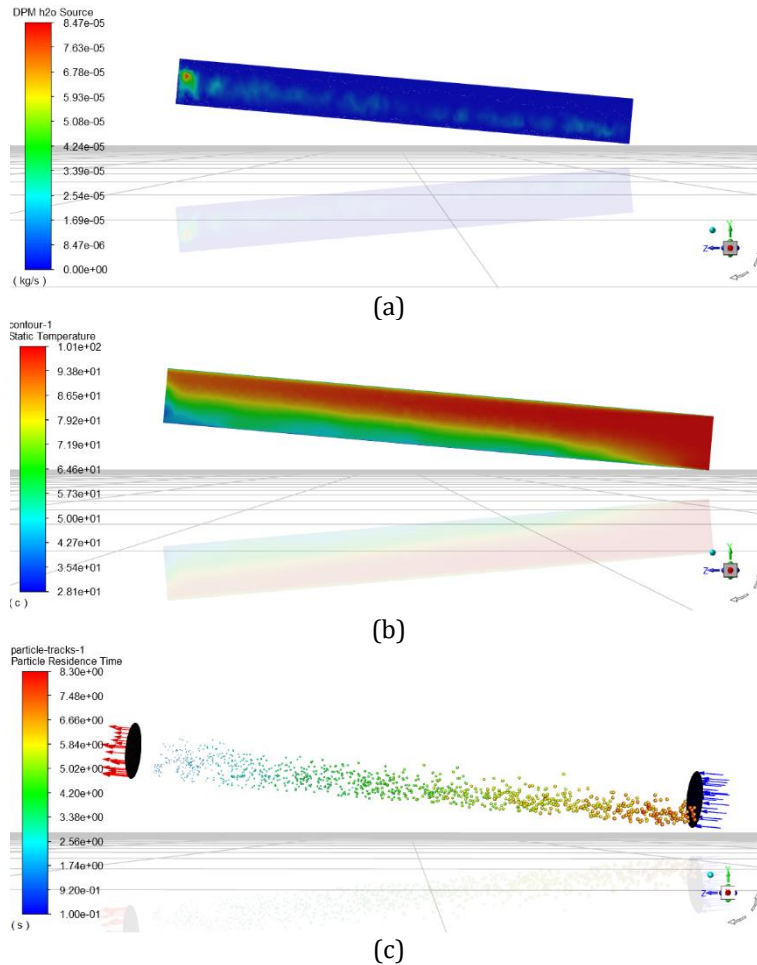 DPM h2o Source
8.47e-05
7.63e-05
6.78e-05
5.93e-05
5.08e-05
4.24e-05
3.39e-05
2.54e-05
1.69e-05
8.47e-06
0.00e+00
( kg/s )
Y
Z
(a)
contour-1
Static Temperature
1.01e+02
9.38e+01
8.65e+01
7.92e+01
7.19e+01
6.46e+01
5.73e+01
5.00e+01
4.27e+01
3.54e+01
2.81e+01
( c )
Y
Z
(b)
particle-tracks-1
Particle Residence Time
8.30e+00
7.48e+00
6.66e+00
5.84e+00
5.02e+00
4.20e+00
3.38e+00
2.56e+00
1.74e+00
9.20e-01
1.00e-01
( s )
Y
Z
(c)